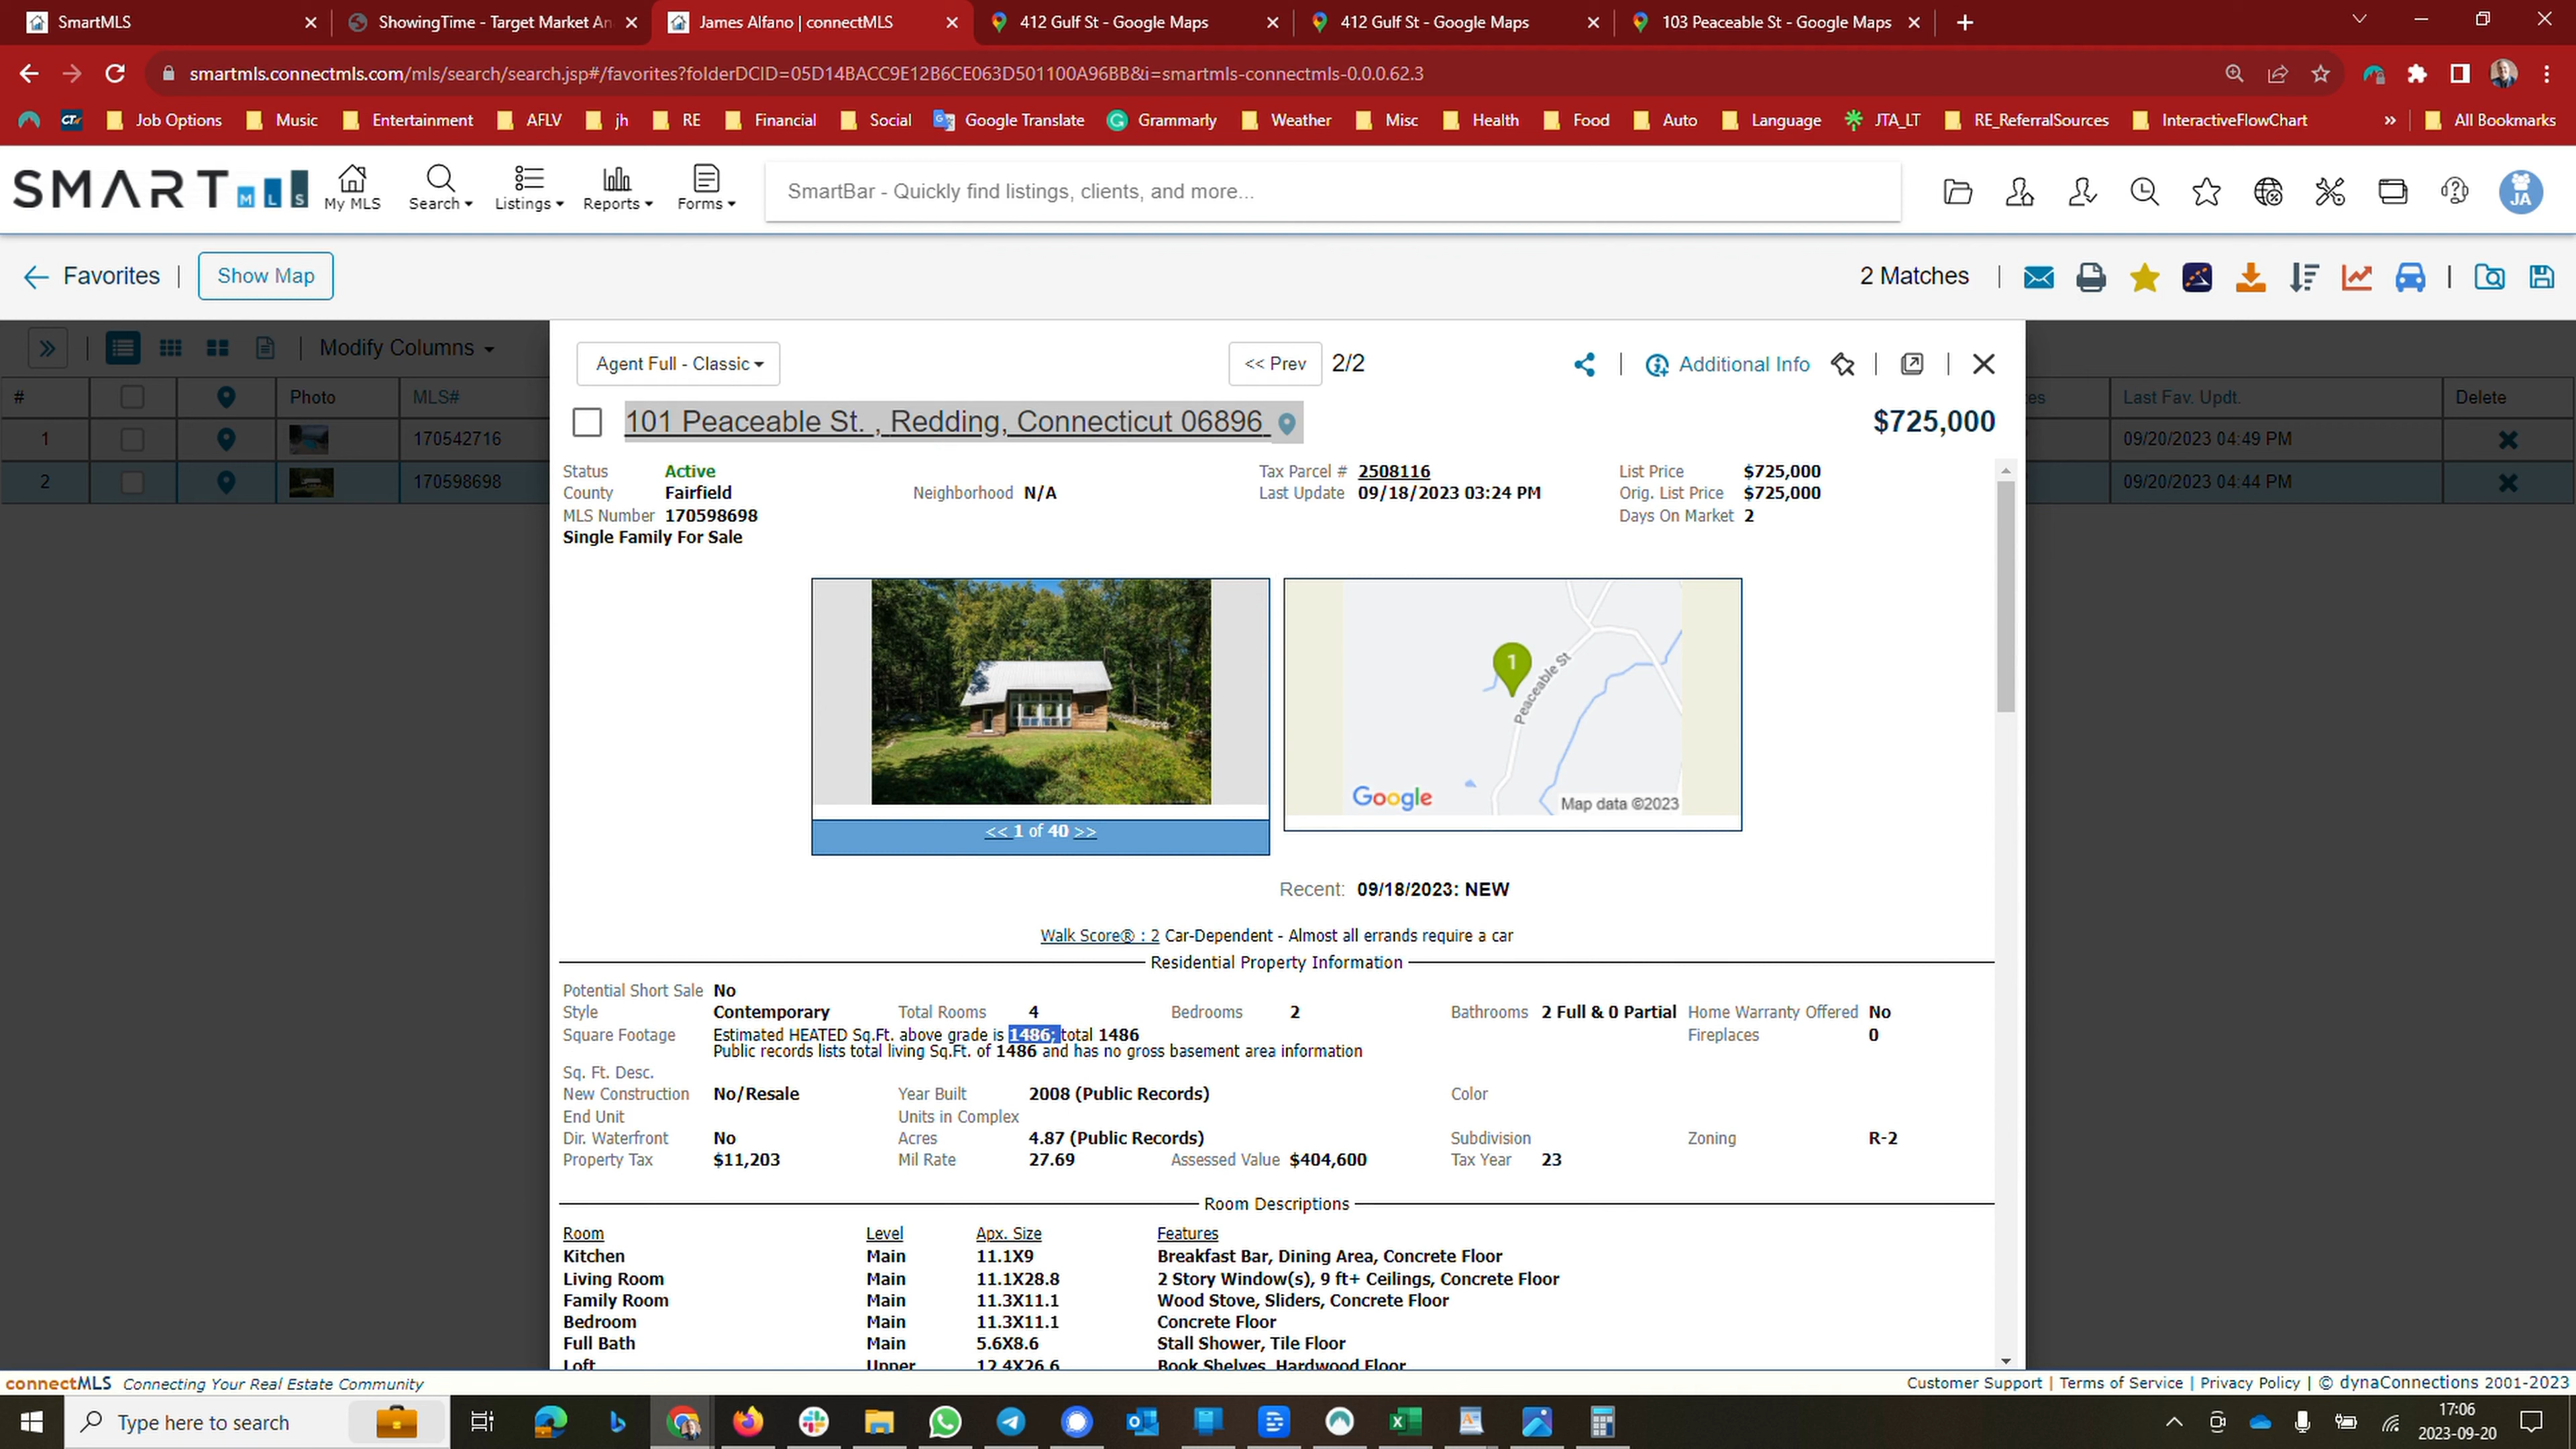 SmartMLS
ShowingTime - Target Market An
James Alfano | connectMLS
412 Gulf St - Google Maps
412 Gulf St - Google Maps
103 Peaceable St - Google Maps
smartmls.connectmls.com/mls/search/search.jsp#/favorites?folderDCID=05D14BACC9E12B6CE063D501100A96BB&i=smartmls-connectmls-0.0.0.62.3
CT Job Options Music Entertainment AFLV jh RE Financial Social Google Translate Grammarly Weather Misc Health Food Auto Language JTA_LT RE_ReferralSources InteractiveFlowChart » All Bookmarks
SMART MLS
My MLS Search Listings Reports Forms
SmartBar - Quickly find listings, clients, and more...
JA
Favorites | Show Map
2 Matches
Modify Columns
# Photo MLS# Last Fav. Updt. Delete
1 170542716 09/20/2023 04:49 PM
2 170598698 09/20/2023 04:44 PM
Agent Full - Classic
<< Prev 2/2
Additional Info
101 Peaceable St. , Redding, Connecticut 06896
$725,000
Status Active Tax Parcel # 2508116 List Price $725,000
County Fairfield Neighborhood N/A Last Update 09/18/2023 03:24 PM Orig. List Price $725,000
MLS Number 170598698 Days On Market 2
Single Family For Sale
1
Peaceable St
Google
Map data ©2023
<< 1 of 40 >>
Recent: 09/18/2023: NEW
Walk Score® : 2 Car-Dependent - Almost all errands require a car
Residential Property Information
Potential Short Sale No
Style Contemporary Total Rooms 4 Bedrooms 2 Bathrooms 2 Full & 0 Partial Home Warranty Offered No
Square Footage Estimated HEATED Sq.Ft. above grade is 1486; total 1486 Fireplaces 0
Public records lists total living Sq.Ft. of 1486 and has no gross basement area information
Sq. Ft. Desc.
New Construction No/Resale Year Built 2008 (Public Records) Color
End Unit Units in Complex
Dir. Waterfront No Acres 4.87 (Public Records) Subdivision Zoning R-2
Property Tax $11,203 Mil Rate 27.69 Assessed Value $404,600 Tax Year 23
Room Descriptions
Room Level Apx. Size Features
Kitchen Main 11.1X9 Breakfast Bar, Dining Area, Concrete Floor
Living Room Main 11.1X28.8 2 Story Window(s), 9 ft+ Ceilings, Concrete Floor
Family Room Main 11.3X11.1 Wood Stove, Sliders, Concrete Floor
Bedroom Main 11.3X11.1 Concrete Floor
Full Bath Main 5.6X8.6 Stall Shower, Tile Floor
Loft Upper 12.4X26.6 Book Shelves, Hardwood Floor
connectMLS Connecting Your Real Estate Community
Customer Support | Terms of Service | Privacy Policy | © dynaConnections 2001-2023
Type here to search
17:06
2023-09-20